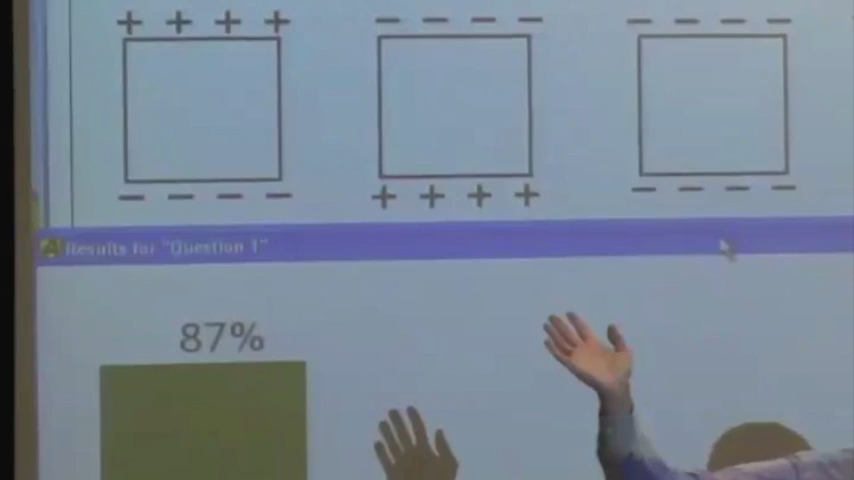 + + + + − − − − − − − −
− − − − + + + + − − − −
Results for "Question 1"
87%